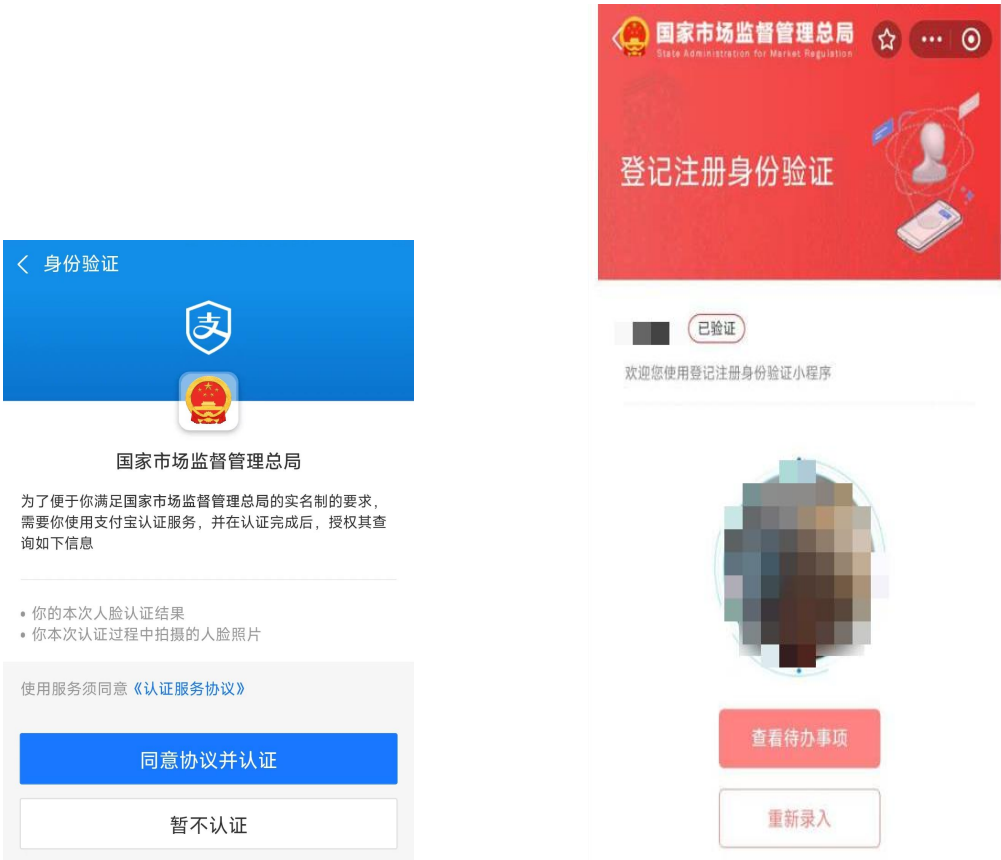 身份验证
支
国家市场监督管理总局
为了便于你满足国家市场监督管理总局的实名制的要求，
需要你使用支付宝认证服务，并在认证完成后，授权其查
询如下信息
• 你的本次人脸认证结果
• 你本次认证过程中拍摄的人脸照片
使用服务须同意《认证服务协议》
同意协议并认证
暂不认证
国家市场监督管理总局
State Administration for Market Regulation
登记注册身份验证
已验证
欢迎您使用登记注册身份验证小程序
查看待办事项
重新录入